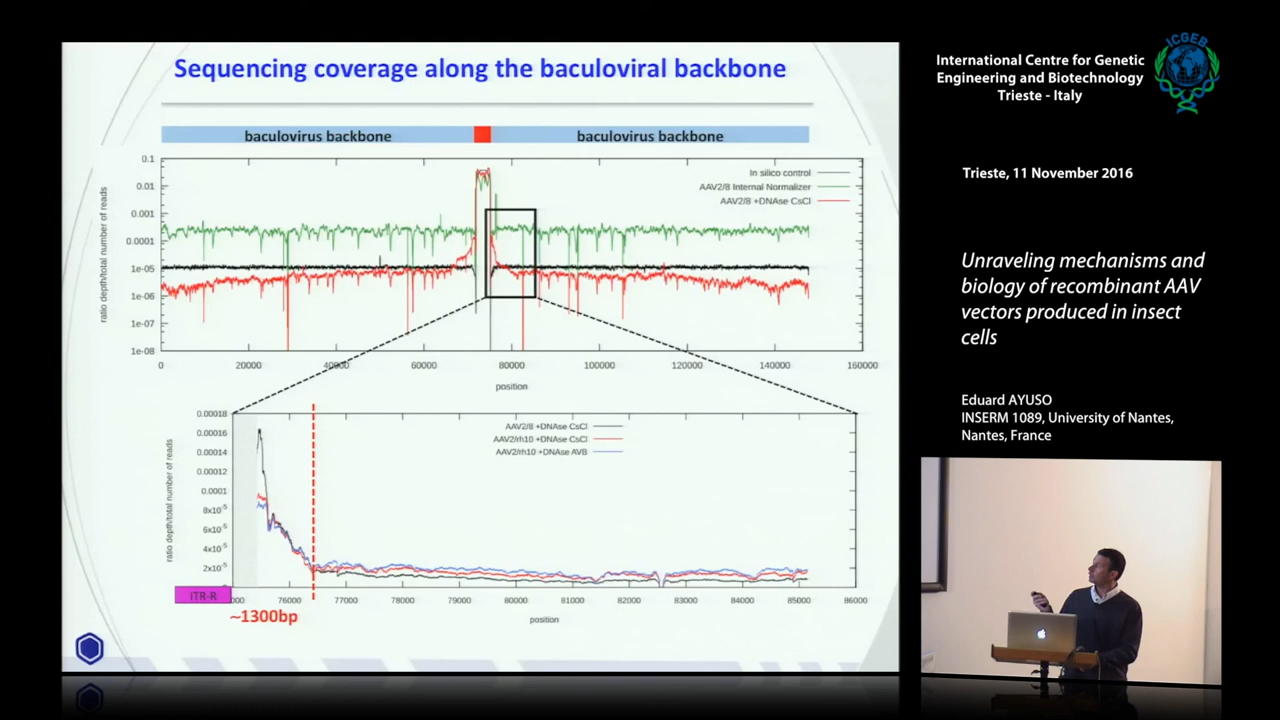 Sequencing coverage along the baculoviral backbone
baculovirus backbone
baculovirus backbone
ratio depth/total number of reads
0.1
0.01
0.001
0.0001
1e-05
1e-06
1e-07
1e-08
In silico control
AAV2/8 Internal Normalizer
AAV2/8 +DNAse CsCl
0
20000
40000
60000
80000
100000
120000
140000
160000
position
ratio depth/total number of reads
0.00018
0.00016
0.00014
0.00012
0.0001
8x10-5
6x10-5
4x10-5
2x10-5
AAV2/8 +DNAse CsCl
AAV2/rh10 +DNAse CsCl
AAV2/rh10 +DNAse AVB
ITR-R
76000
77000
78000
79000
80000
81000
82000
83000
84000
85000
86000
~1300bp
position
ICGEB
International Centre for Genetic
Engineering and Biotechnology
Trieste - Italy
Trieste, 11 November 2016
Unraveling mechanisms and
biology of recombinant AAV
vectors produced in insect
cells
Eduard AYUSO
INSERM 1089, University of Nantes,
Nantes, France